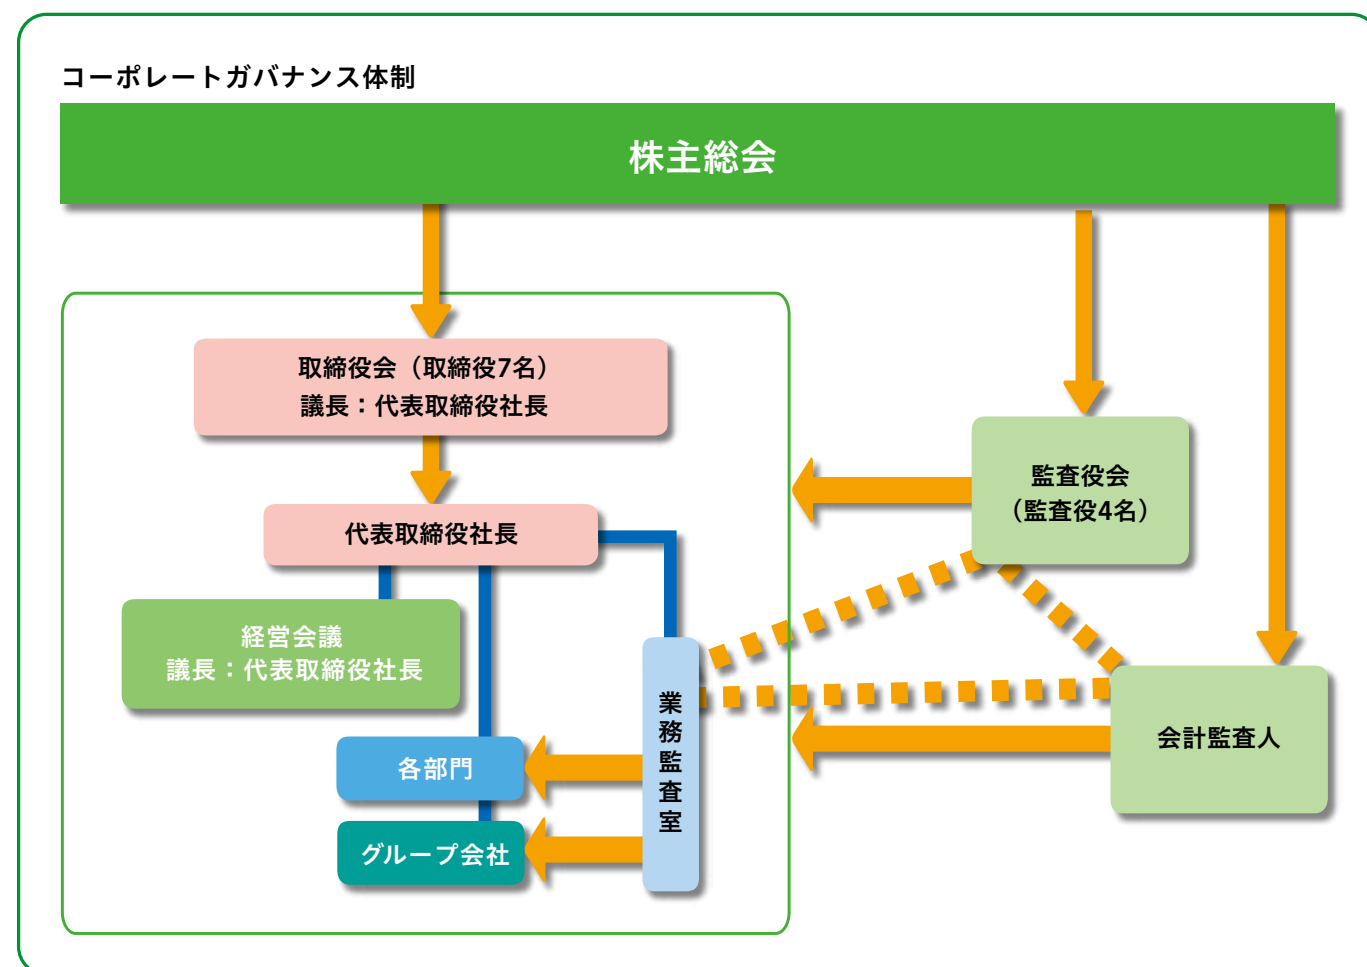 コーポレートガバナンス体制
株主総会
取締役会（取締役7名）
議長：代表取締役社長
監査役会
（監査役4名）
代表取締役社長
経営会議
議長：代表取締役社長
業務監査室
会計監査人
各部門
グループ会社